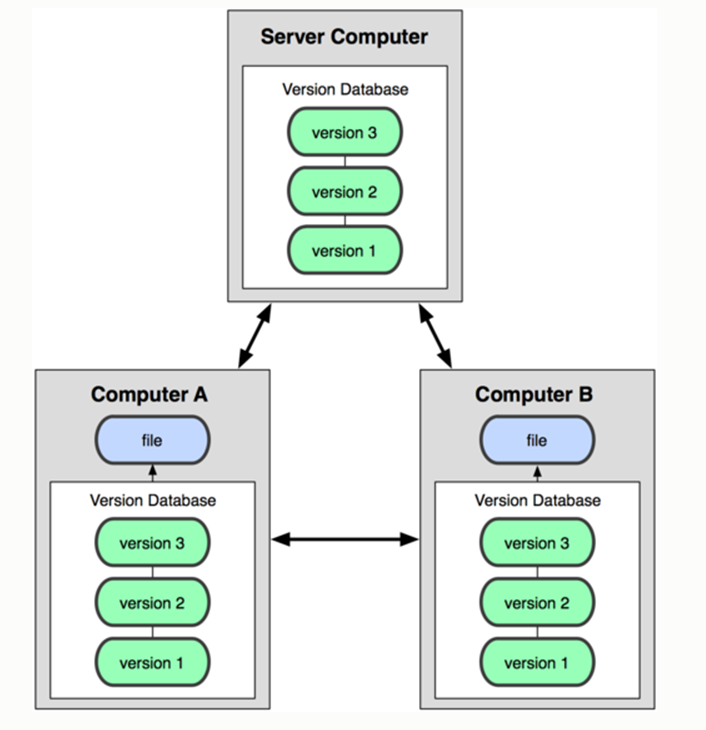 Server Computer
Version Database
version 3
version 2
version 1
Computer A
file
Version Database
version 3
version 2
version 1
Computer B
file
Version Database
version 3
version 2
version 1